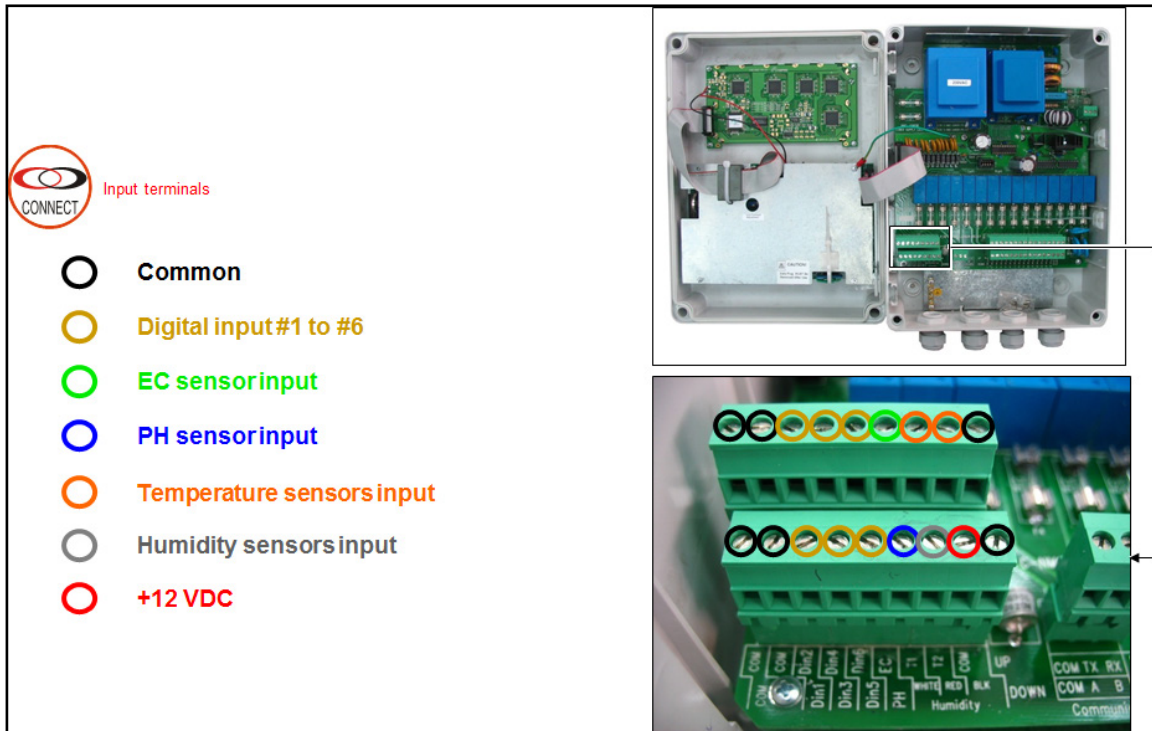 CONNECT
Input terminals
Common
Digital input #1 to #6
EC sensor input
PH sensor input
Temperature sensors input
Humidity sensors input
+12 VDC
CAUTION
COM COM Din2 Din4 Din6 EC T1 T2 COM UP
COM COM Din1 Din3 Din5 PH WHITE RED BLK DOWN
Humidity
COM TX RX
COM A B
Communi